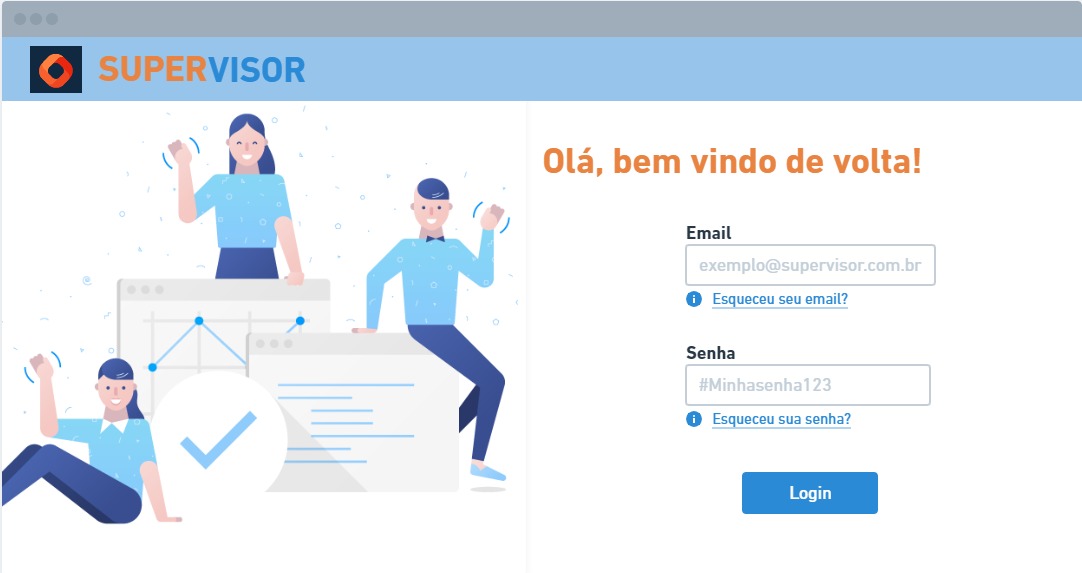 SUPERVISOR
Olá, bem vindo de volta!
Email
exemplo@supervisor.com.br
Esqueceu seu email?
Senha
#Minhasenha123
Esqueceu sua senha?
Login